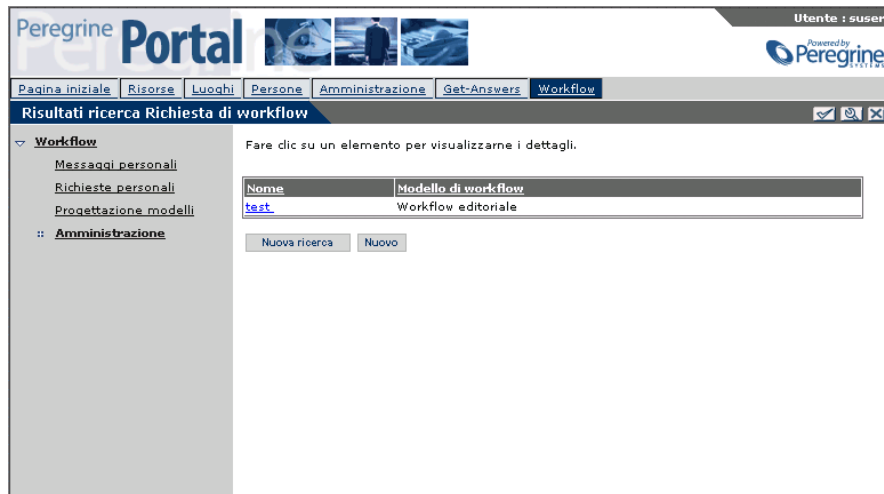 Utente : suser
Peregrine Portal
Powered by
Peregrine
SYSTEMS
Pagina iniziale Risorse Luoghi Persone Amministrazione Get-Answers Workflow
Risultati ricerca Richiesta di workflow
Workflow
Messaggi personali
Richieste personali
Progettazione modelli
Amministrazione
Fare clic su un elemento per visualizzarne i dettagli.
Nome Modello di workflow
test Workflow editoriale
Nuova ricerca Nuovo